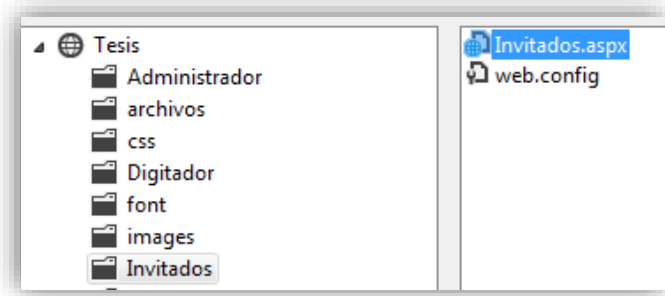 Tesis
Administrador
archivos
css
Digitador
font
images
Invitados
Invitados.aspx
web.config